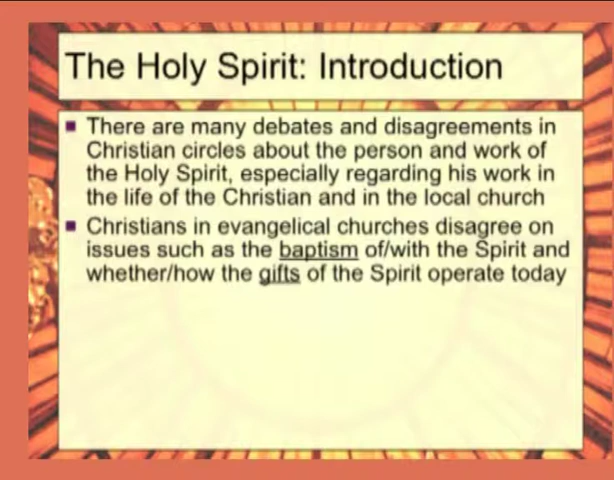 The Holy Spirit: Introduction
There are many debates and disagreements in
Christian circles about the person and work of
the Holy Spirit, especially regarding his work in
the life of the Christian and in the local church
Christians in evangelical churches disagree on
issues such as the baptism of/with the Spirit and
whether/how the gifts of the Spirit operate today